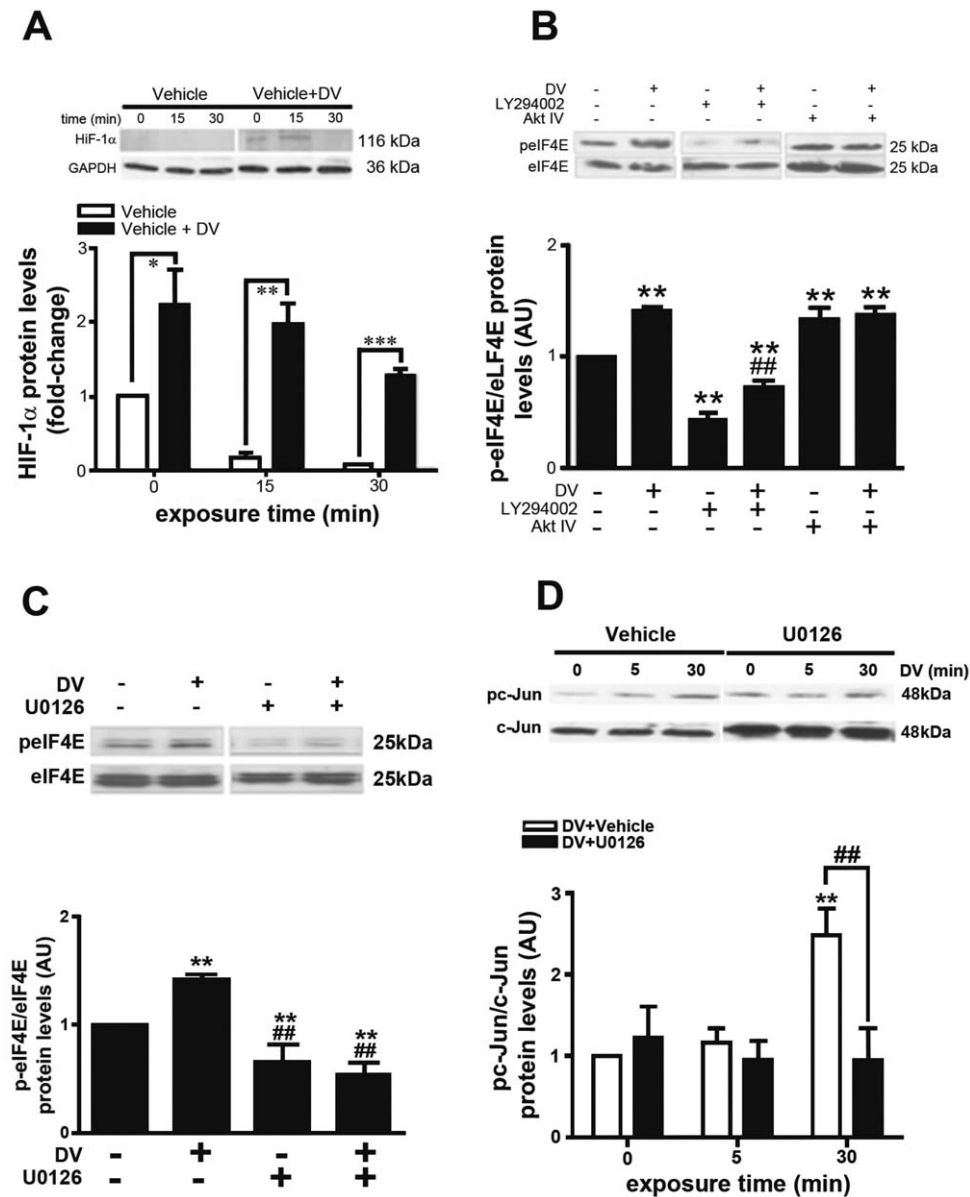 A
Vehicle Vehicle+DV
time (min) 0 15 30 0 15 30
HiF-1α 116 kDa
GAPDH 36 kDa
Vehicle
Vehicle + DV
HIF-1α protein levels
(fold-change)
3
2
1
0
* ** ***
0 15 30
exposure time (min)
B
DV - + - + - +
LY294002 - - + + - -
Akt IV - - - - + +
peIF4E 25 kDa
eIF4E 25 kDa
p-eIF4E/eLF4E protein
levels (AU)
2
1
0
** ** ** ** **
##
DV - + - + - +
LY294002 - - + + - -
Akt IV - - - - + +
C
DV - + - +
U0126 - - + +
peIF4E 25kDa
eIF4E 25kDa
p-eIF4E/eIF4E
protein levels (AU)
2
1
0
** ** **
## ##
DV - + - +
U0126 - - + +
D
Vehicle U0126
0 5 30 0 5 30 DV (min)
pc-Jun 48kDa
c-Jun 48kDa
DV+Vehicle
DV+U0126
pc-Jun/c-Jun
protein levels (AU)
3
2
1
0
##
**
0 5 30
exposure time (min)